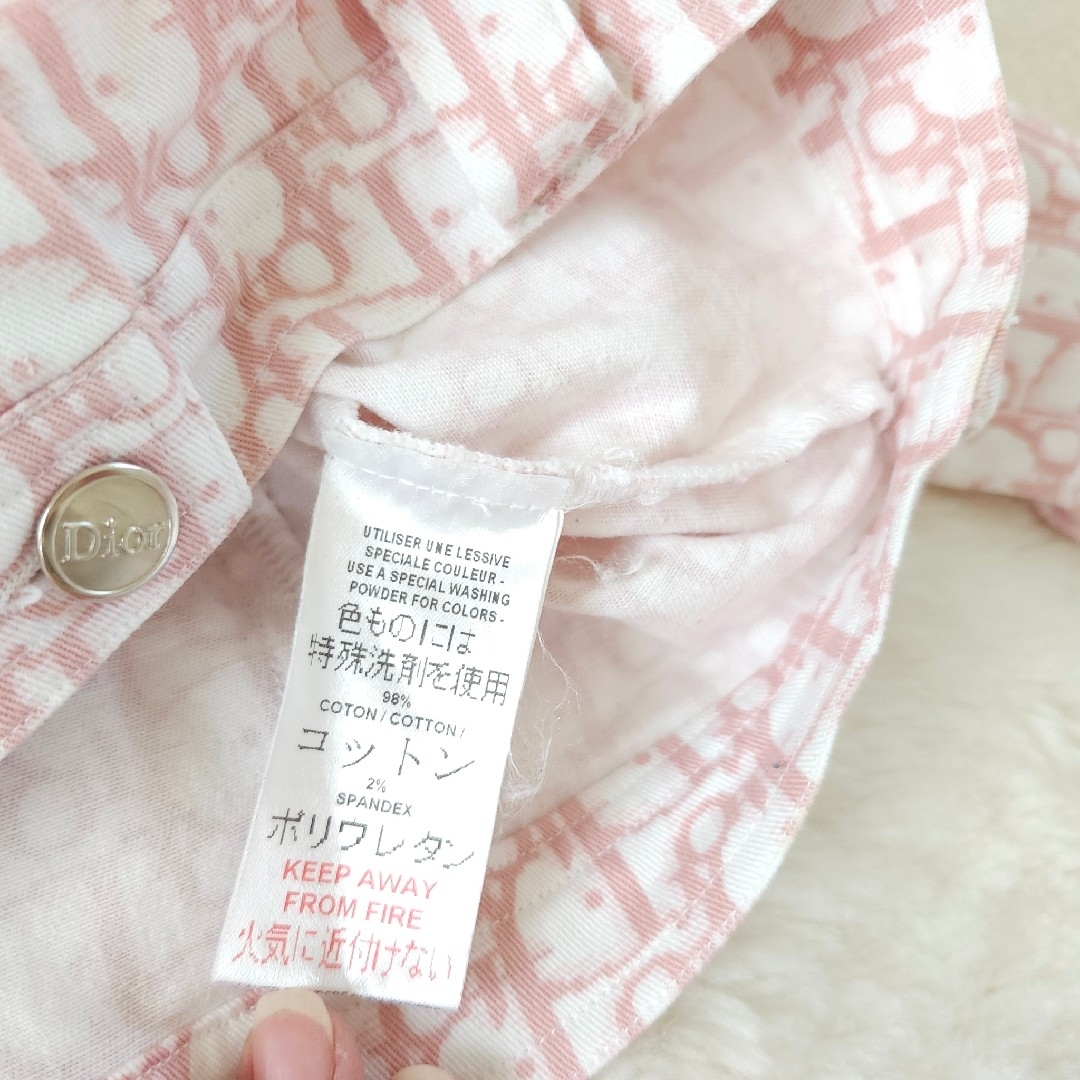 Dior
UTILISER UNE LESSIVE
SPECIALE COULEUR -
USE A SPECIAL WASHING
POWDER FOR COLORS -
色ものには
特殊洗剤を使用
98%
COTON / COTTON /
コットン
2%
SPANDEX
ポリウレタン
KEEP AWAY
FROM FIRE
火気に近付けない